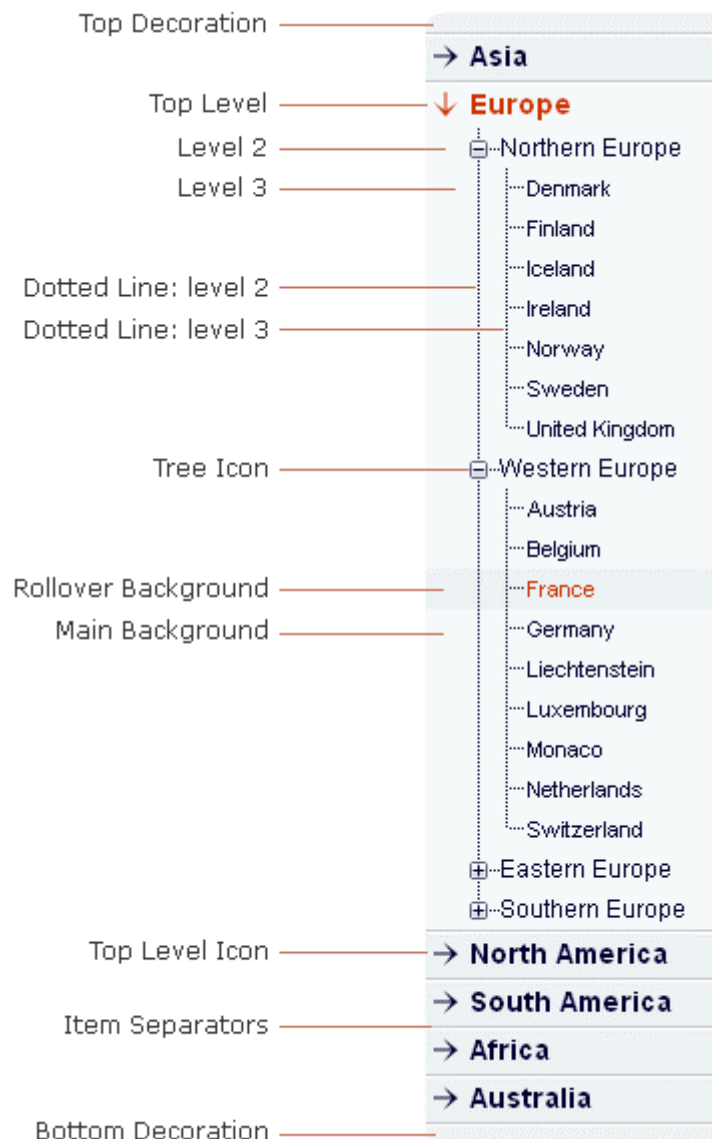 Top Decoration
→ Asia
Top Level
↓ Europe
Level 2
Northern Europe
Level 3
Denmark
Finland
Iceland
Dotted Line: level 2
Ireland
Dotted Line: level 3
Norway
Sweden
United Kingdom
Tree Icon
Western Europe
Austria
Belgium
Rollover Background
France
Main Background
Germany
Liechtenstein
Luxembourg
Monaco
Netherlands
Switzerland
Eastern Europe
Southern Europe
Top Level Icon
→ North America
→ South America
Item Separators
→ Africa
→ Australia
Bottom Decoration